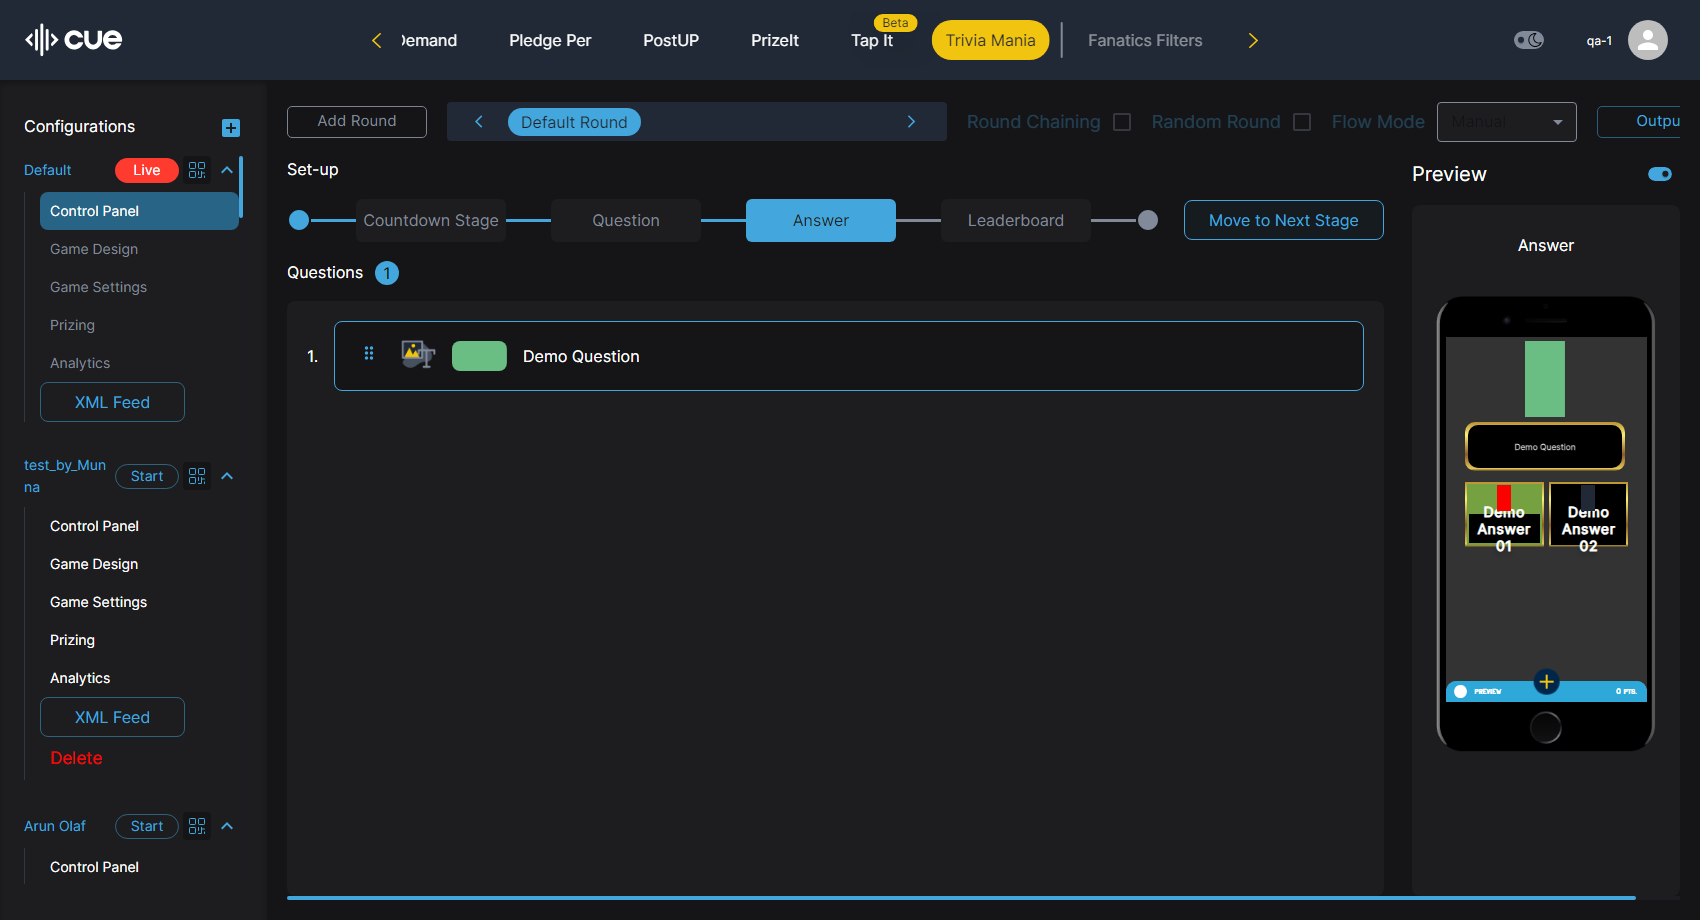 cue
Demand
Pledge Per
PostUP
PrizeIt
Tap It
Beta
Trivia Mania
Fanatics Filters
qa-1
Configurations
Default
Live
Control Panel
Game Design
Game Settings
Prizing
Analytics
XML Feed
test_by_Mun
na
Start
Control Panel
Game Design
Game Settings
Prizing
Analytics
XML Feed
Delete
Arun Olaf
Start
Control Panel
Add Round
Default Round
Round Chaining
Random Round
Flow Mode
Manual
Outpu
Set-up
Countdown Stage
Question
Answer
Leaderboard
Move to Next Stage
Questions 1
1.
Demo Question
Preview
Answer
Demo Question
Demo
Answer
01
Demo
Answer
02
PREVIEW
0 PTS.